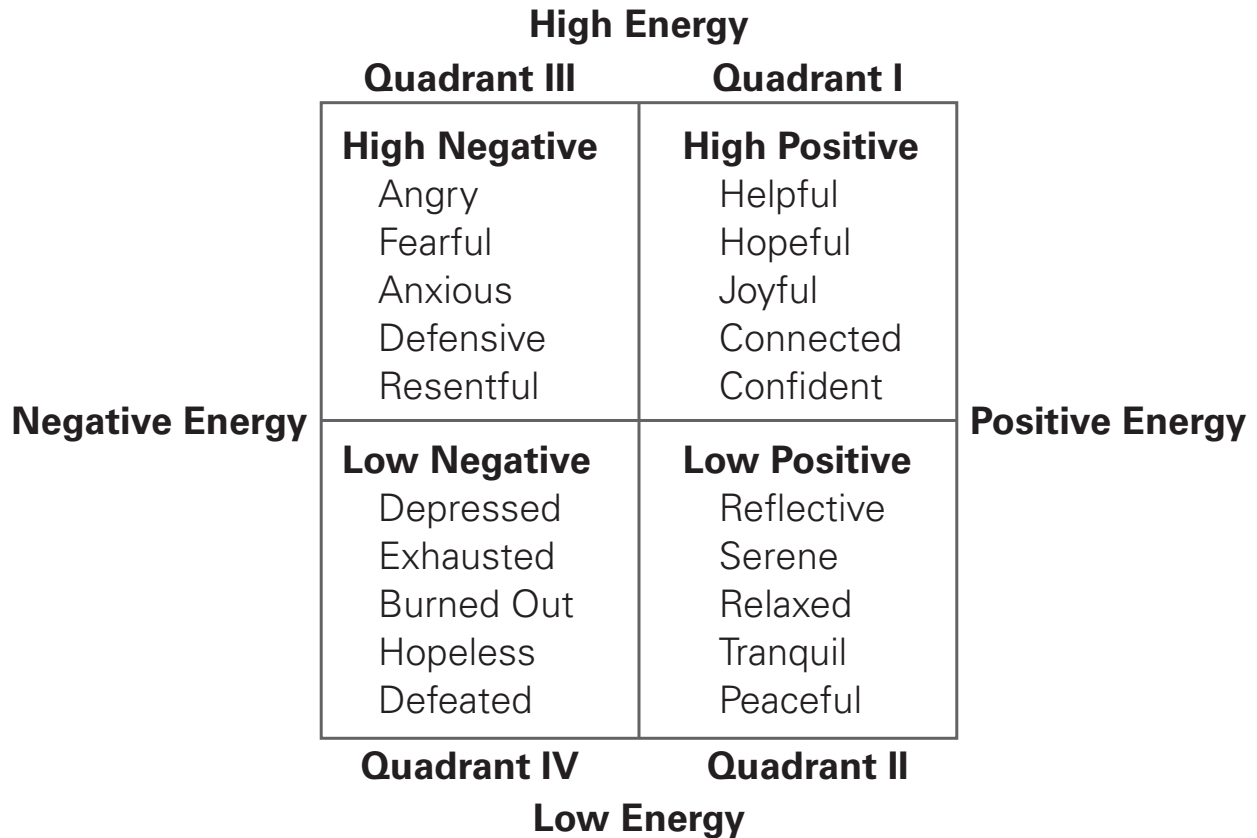 High Energy
Quadrant III
Quadrant I
High Negative
Angry
Fearful
Anxious
Defensive
Resentful
High Positive
Helpful
Hopeful
Joyful
Connected
Confident
Negative Energy
Positive Energy
Low Negative
Depressed
Exhausted
Burned Out
Hopeless
Defeated
Low Positive
Reflective
Serene
Relaxed
Tranquil
Peaceful
Quadrant IV
Quadrant II
Low Energy